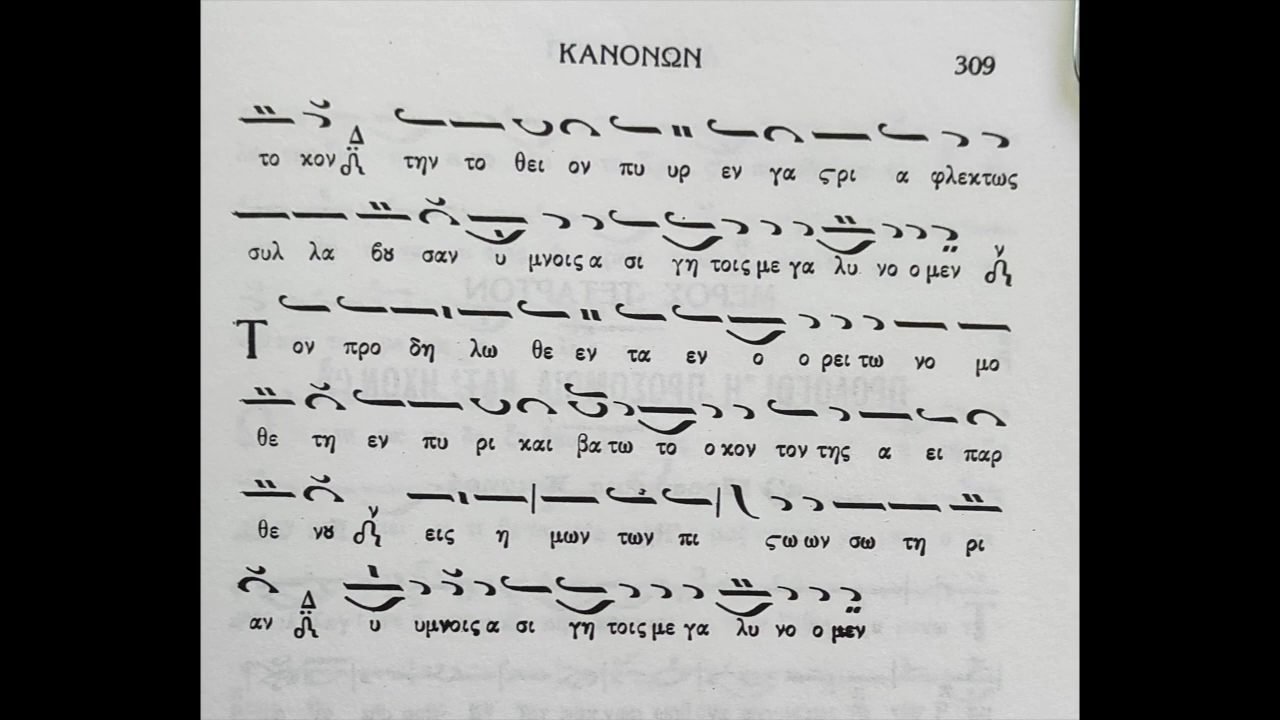 ΚΑΝΟΝΩΝ 309
το κον Δ την το θει ον πυ υρ εν γα ϛρι α φλεκτως
συλ λα βȣ σαν υ μνοις α σι γη τοις με γα λυ νο ο μεν ν
Τ ον προ δη λω θε εν τα εν ο ο ρει τω νο μο
θε τη εν πυ ρι και βα τω το ο κον τον της α ει παρ
θε νȣ ν εις η μων των πι ϛω ων σω τη ρι
αν Δ υ υμνοις α σι γη τοις με γα λυ νο ο μεν